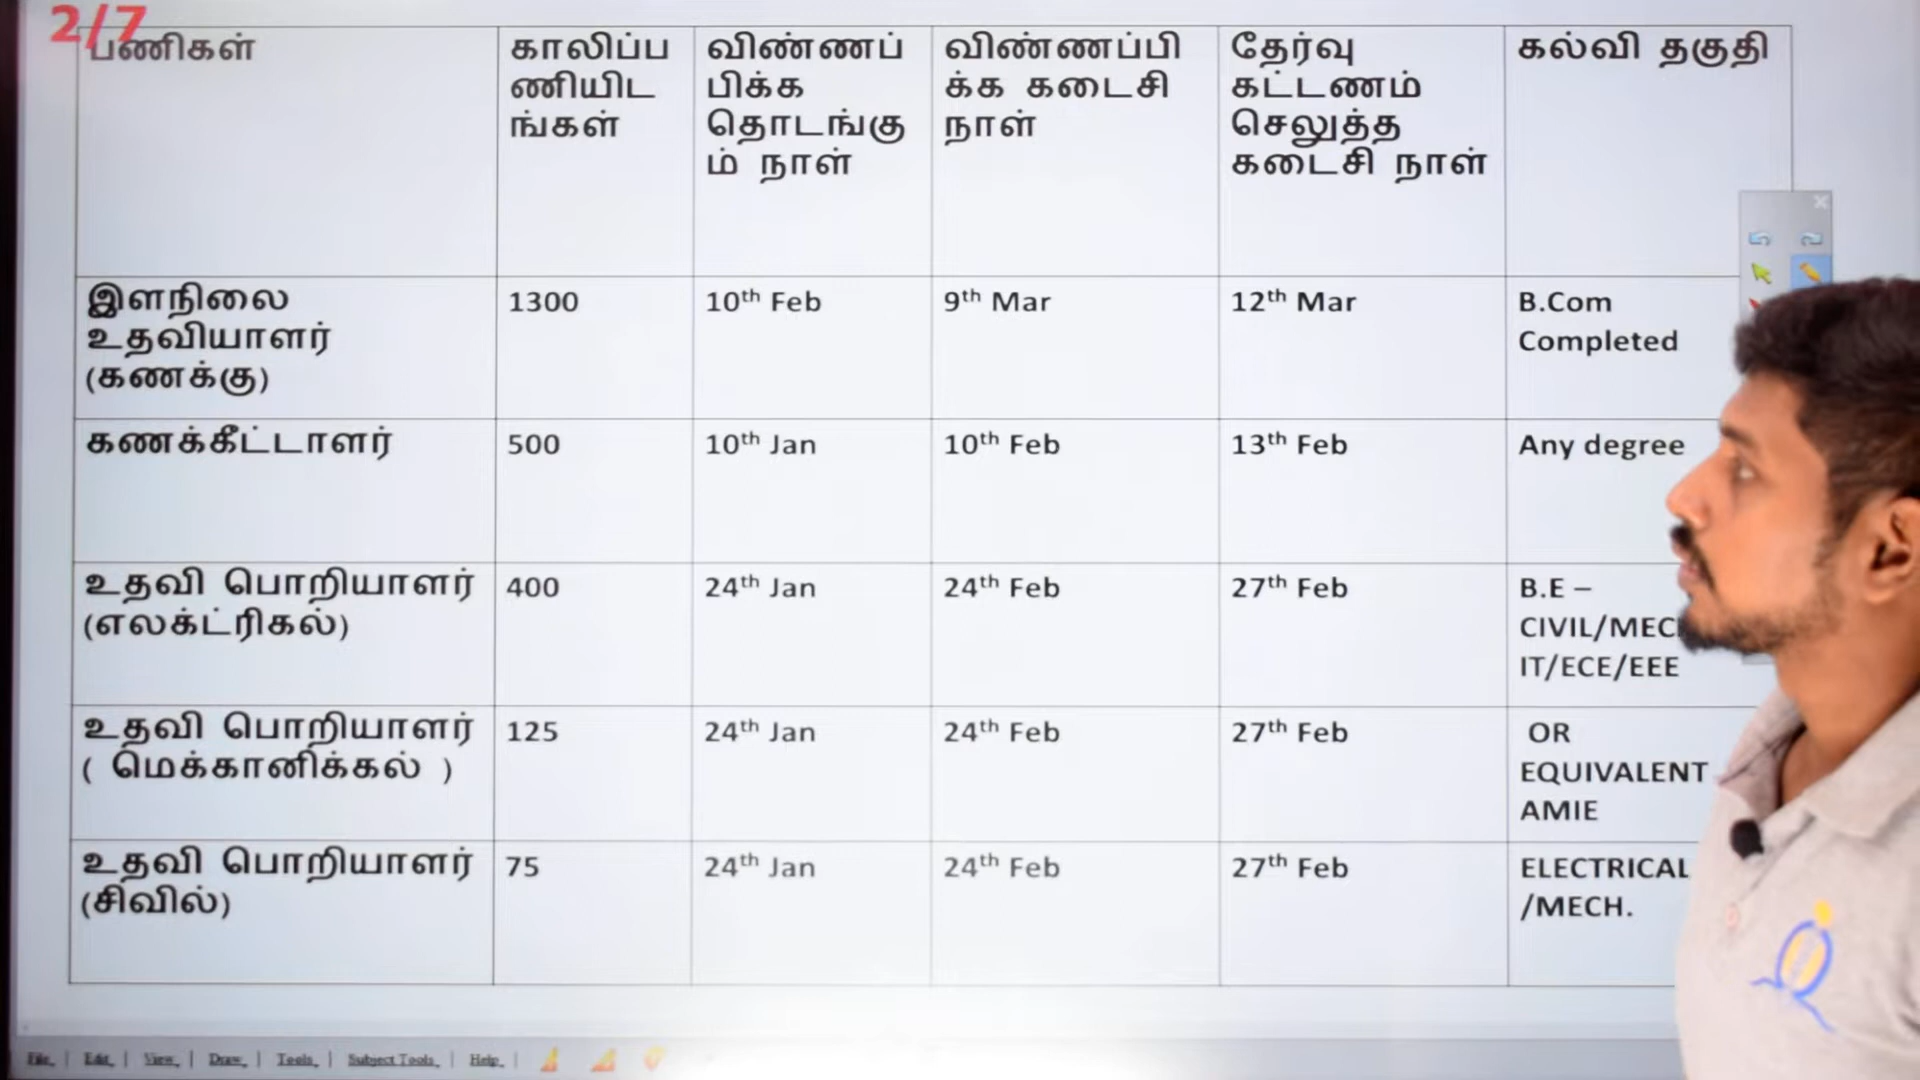 2/7
பணிகள்
காலிப்ப
ணியிட
ங்கள்
விண்ணப்
பிக்க
தொடங்கு
ம் நாள்
விண்ணப்பி
க்க கடைசி
நாள்
தேர்வு
கட்டணம்
செலுத்த
கடைசி நாள்
கல்வி தகுதி
இளநிலை
உதவியாளர்
(கணக்கு)
1300
10th Feb
9th Mar
12th Mar
B.Com
Completed
கணக்கீட்டாளர்
500
10th Jan
10th Feb
13th Feb
Any degree
உதவி பொறியாளர்
(எலக்ட்ரிகல்)
400
24th Jan
24th Feb
27th Feb
B.E –
CIVIL/MEC
IT/ECE/EEE
உதவி பொறியாளர்
( மெக்கானிக்கல் )
125
24th Jan
24th Feb
27th Feb
OR
EQUIVALENT
AMIE
உதவி பொறியாளர்
(சிவில்)
75
24th Jan
24th Feb
27th Feb
ELECTRICAL
/MECH.
File | Edit | View | Draw | Tools | Subject Tools | Help |